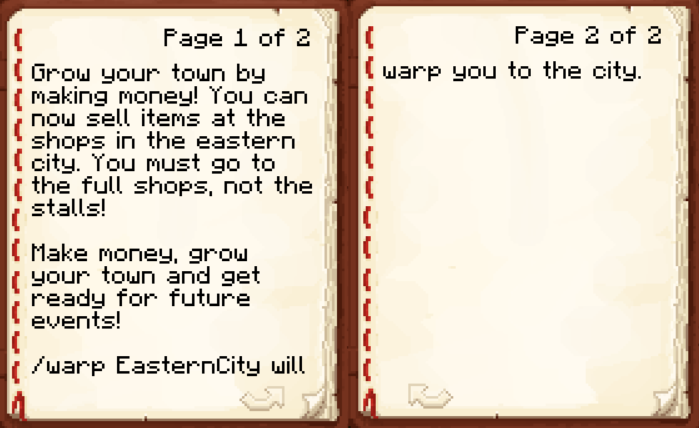 Page 1 of 2
Grow your town by
making money! You can
now sell items at the
shops in the eastern
city. You must go to
the full shops, not the
stalls!
Make money, grow
your town and get
ready for future
events!
/warp EasternCity will
Page 2 of 2
warp you to the city.